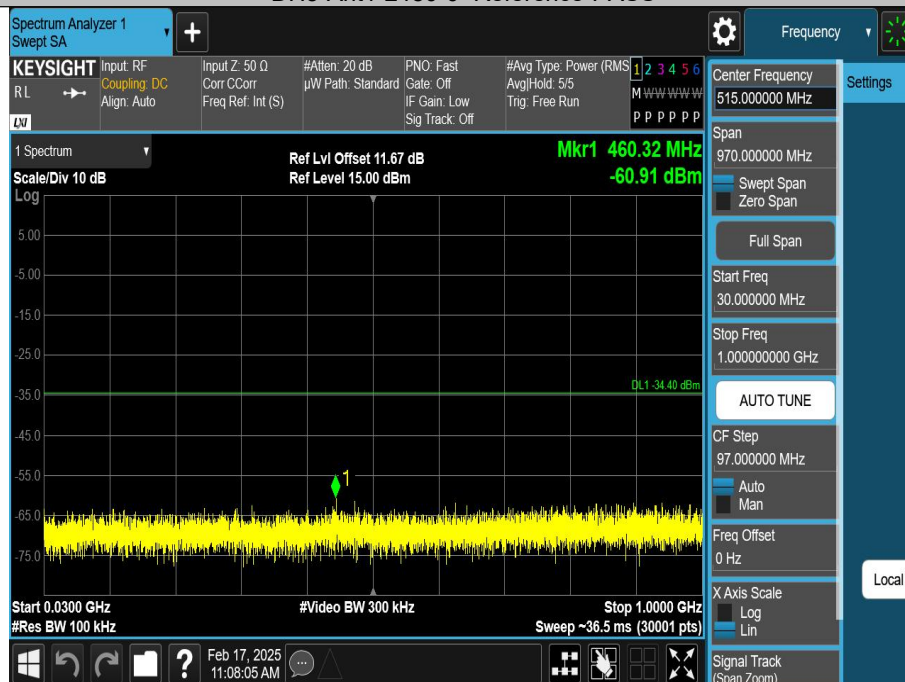 Spectrum Analyzer 1
Swept SA
Frequency
KEYSIGHT
RL
LXI
Input: RF
Coupling: DC
Align: Auto
Input Z: 50 Ω
Corr CCorr
Freq Ref: Int (S)
#Atten: 20 dB
µW Path: Standard
PNO: Fast
Gate: Off
IF Gain: Low
Sig Track: Off
#Avg Type: Power (RMS
Avg|Hold: 5/5
Trig: Free Run
1 2 3 4 5 6
M W W W W W
P P P P P P
1 Spectrum
Scale/Div 10 dB
Ref Lvl Offset 11.67 dB
Ref Level 15.00 dBm
Mkr1 460.32 MHz
-60.91 dBm
Log
5.00
-5.00
-15.0
-25.0
DL1 -34.40 dBm
-35.0
-45.0
-55.0
1
-65.0
-75.0
Start 0.0300 GHz
#Video BW 300 kHz
Stop 1.0000 GHz
#Res BW 100 kHz
Sweep ~36.5 ms (30001 pts)
Feb 17, 2025
11:08:05 AM
Center Frequency
515.000000 MHz
Settings
Span
970.000000 MHz
Swept Span
Zero Span
Full Span
Start Freq
30.000000 MHz
Stop Freq
1.000000000 GHz
AUTO TUNE
CF Step
97.000000 MHz
Auto
Man
Freq Offset
0 Hz
Local
X Axis Scale
Log
Lin
Signal Track
(Span Zoom)